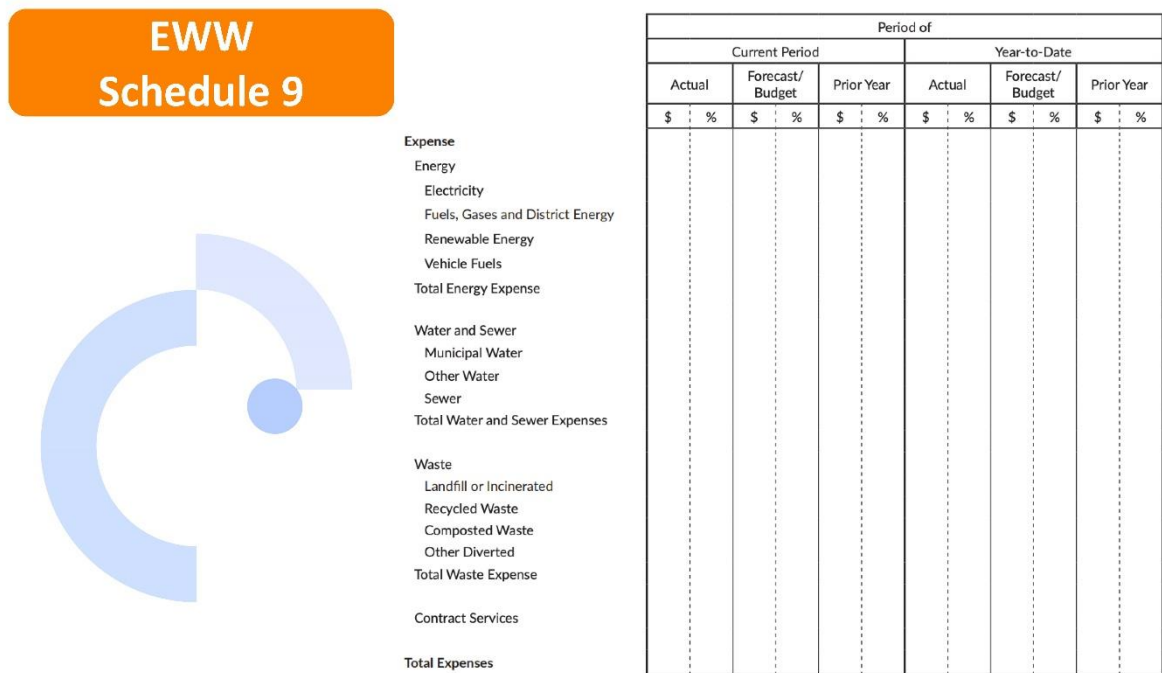 EWW
Schedule 9
Period of
Current Period Year-to-Date
Actual Forecast/ Budget Prior Year Actual Forecast/ Budget Prior Year
$ % $ % $ % $ % $ % $ %
Expense
Energy
Electricity
Fuels, Gases and District Energy
Renewable Energy
Vehicle Fuels
Total Energy Expense
Water and Sewer
Municipal Water
Other Water
Sewer
Total Water and Sewer Expenses
Waste
Landfill or Incinerated
Recycled Waste
Composted Waste
Other Diverted
Total Waste Expense
Contract Services
Total Expenses